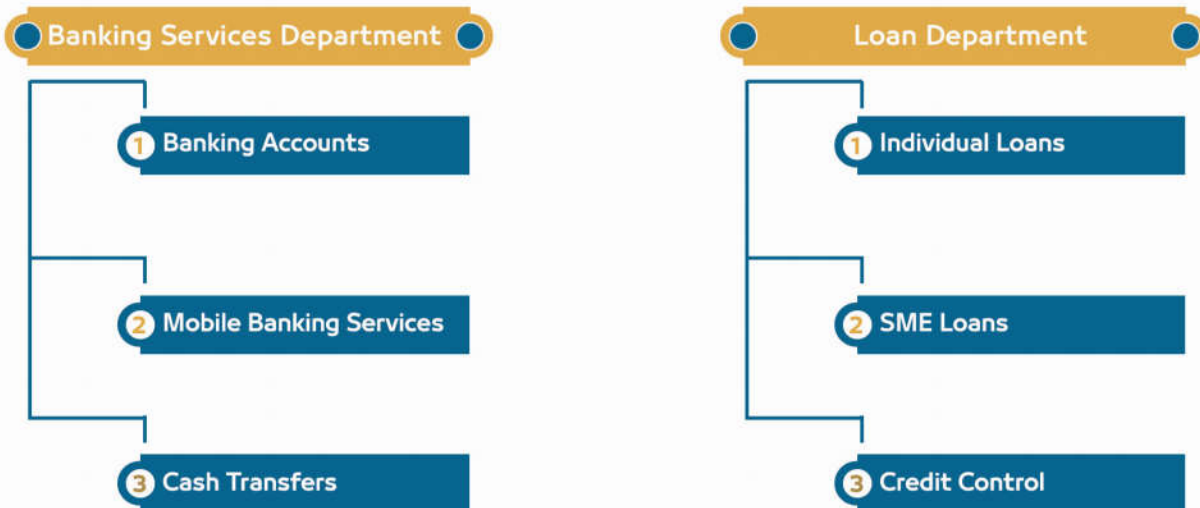 Banking Services Department
1 Banking Accounts
2 Mobile Banking Services
3 Cash Transfers
Loan Department
1 Individual Loans
2 SME Loans
3 Credit Control